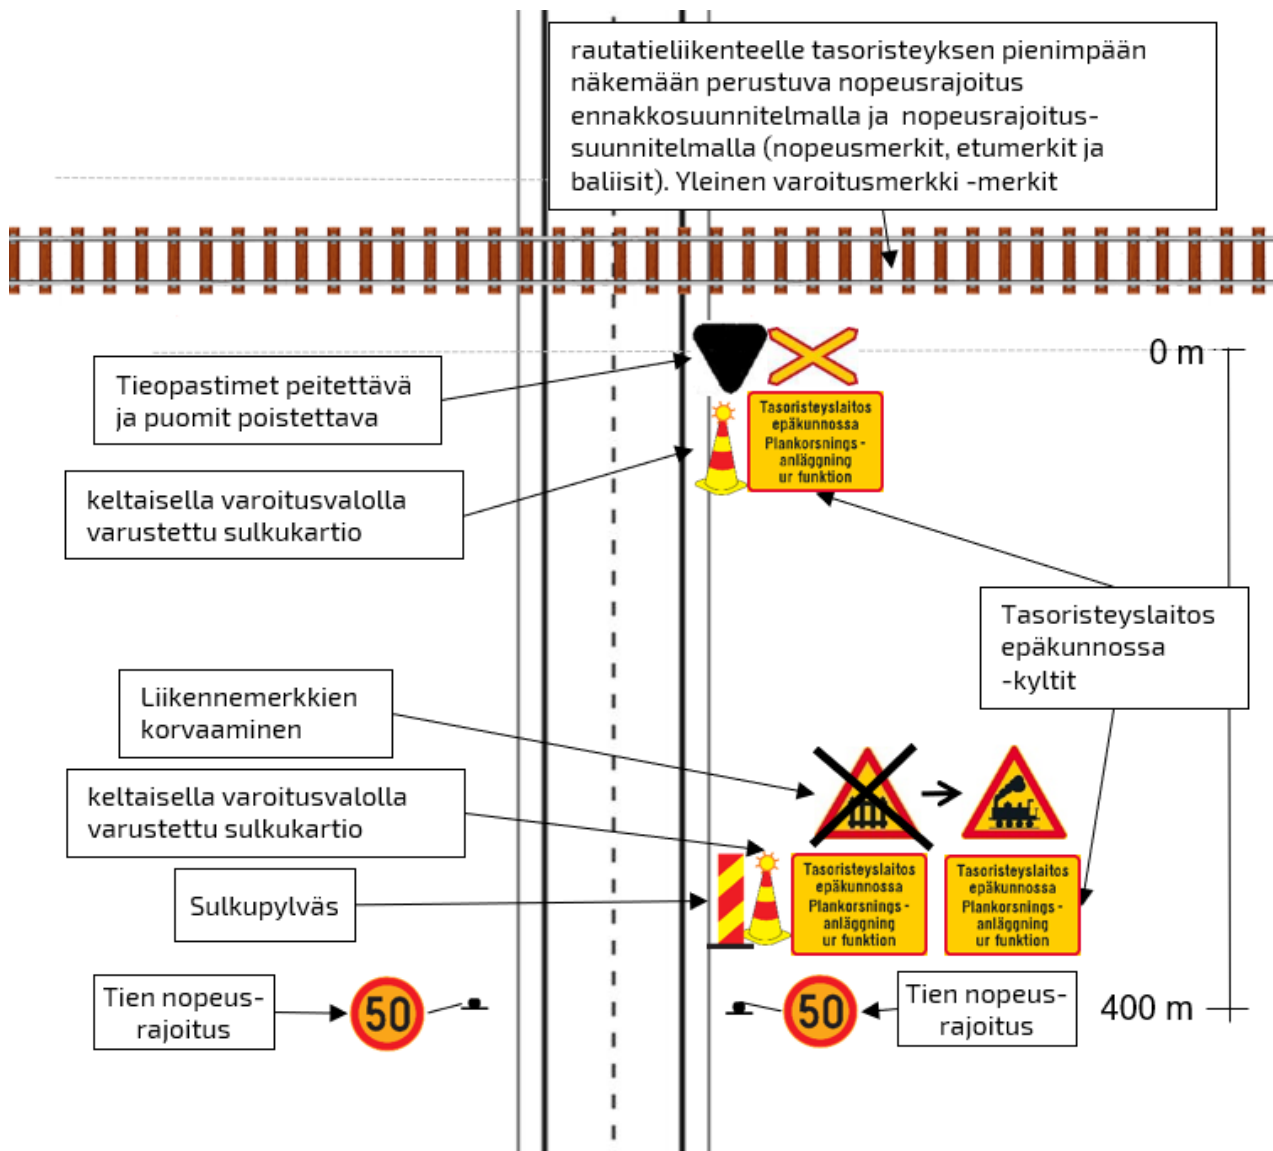 rautatieliikenteelle tasoristeyksen pienimpään
näkemään perustuva nopeusrajoitus
ennakkosuunnitelmalla ja nopeusrajoitus-
suunnitelmalla (nopeusmerkit, etumerkit ja
baliisit). Yleinen varoitusmerkki -merkit
0 m
Tieopastimet peitettävä
ja puomit poistettava
Tasoristeyslaitos
epäkunnossa
Plankorsnings -
anläggning
ur funktion
keltaisella varoitusvalolla
varustettu sulkukartio
Tasoristeyslaitos
epäkunnossa
-kyltit
Liikennemerkkien
korvaaminen
keltaisella varoitusvalolla
varustettu sulkukartio
Tasoristeyslaitos
epäkunnossa
Plankorsnings -
anläggning
ur funktion
Tasoristeyslaitos
epäkunnossa
Plankorsnings -
anläggning
ur funktion
Sulkupylväs
Tien nopeus-
rajoitus
50
50
Tien nopeus-
rajoitus
400 m